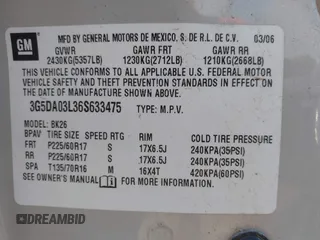 GM
MFD BY GENERAL MOTORS DE MEXICO. S. DE R.L. DE C.V. 03/06
GVWR GAWR FRT GAWR RR
2430KG(5357LB) 1230KG(2712LB) 1210KG(2668LB)
THIS VEHICLE CONFORMS TO ALL APPLICABLE U.S. FEDERAL MOTOR
VEHICLE SAFETY AND THEFT PREVENTION STANDARDS IN EFFECT ON
THE DATE OF MANUFACTURE SHOWN ABOVE.
3G5DA03L36S633475 TYPE: M.P.V.
MODEL: BK26
BPAV TIRE SIZE SPEED RTG RIM COLD TIRE PRESSURE
FRT P225/60R17 S 17X6.5J 240KPA(35PSI)
RR P225/60R17 S 17X6.5J 240KPA(35PSI)
SPA T135/70R16 M 16X4T 420KPA(60PSI)
SEE OWNER'S MANUAL FOR ADDITIONAL INFORMATION.